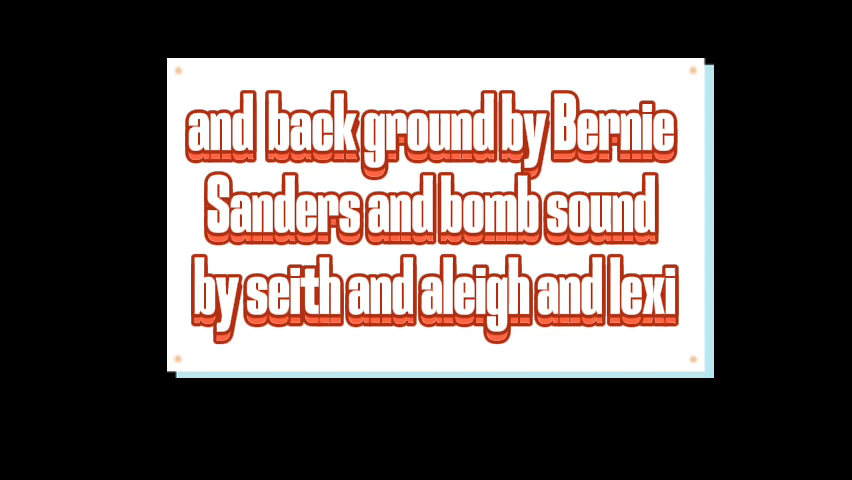 and back ground by Bernie
Sanders and bomb sound
by seith and aleigh and lexi